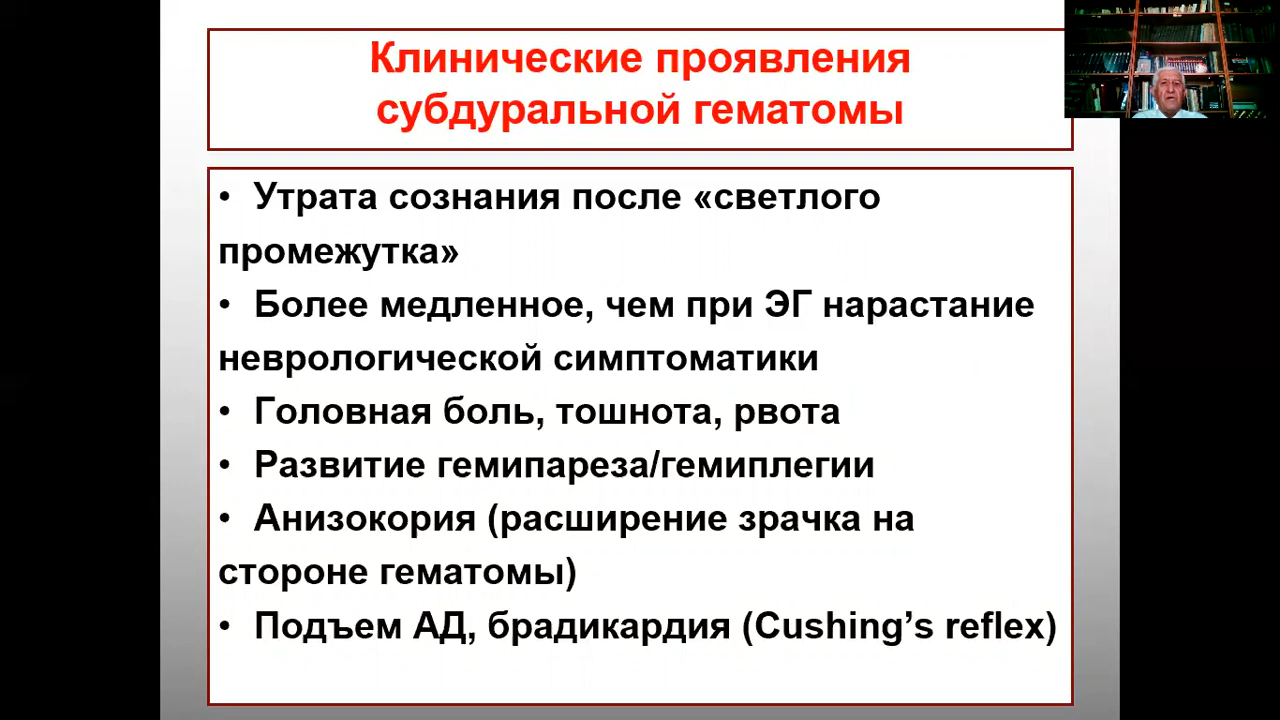 Клинические проявления
субдуральной гематомы
• Утрата сознания после «светлого
промежутка»
• Более медленное, чем при ЭГ нарастание
неврологической симптоматики
• Головная боль, тошнота, рвота
• Развитие гемипареза/гемиплегии
• Анизокория (расширение зрачка на
стороне гематомы)
• Подъем АД, брадикардия (Cushing’s reflex)